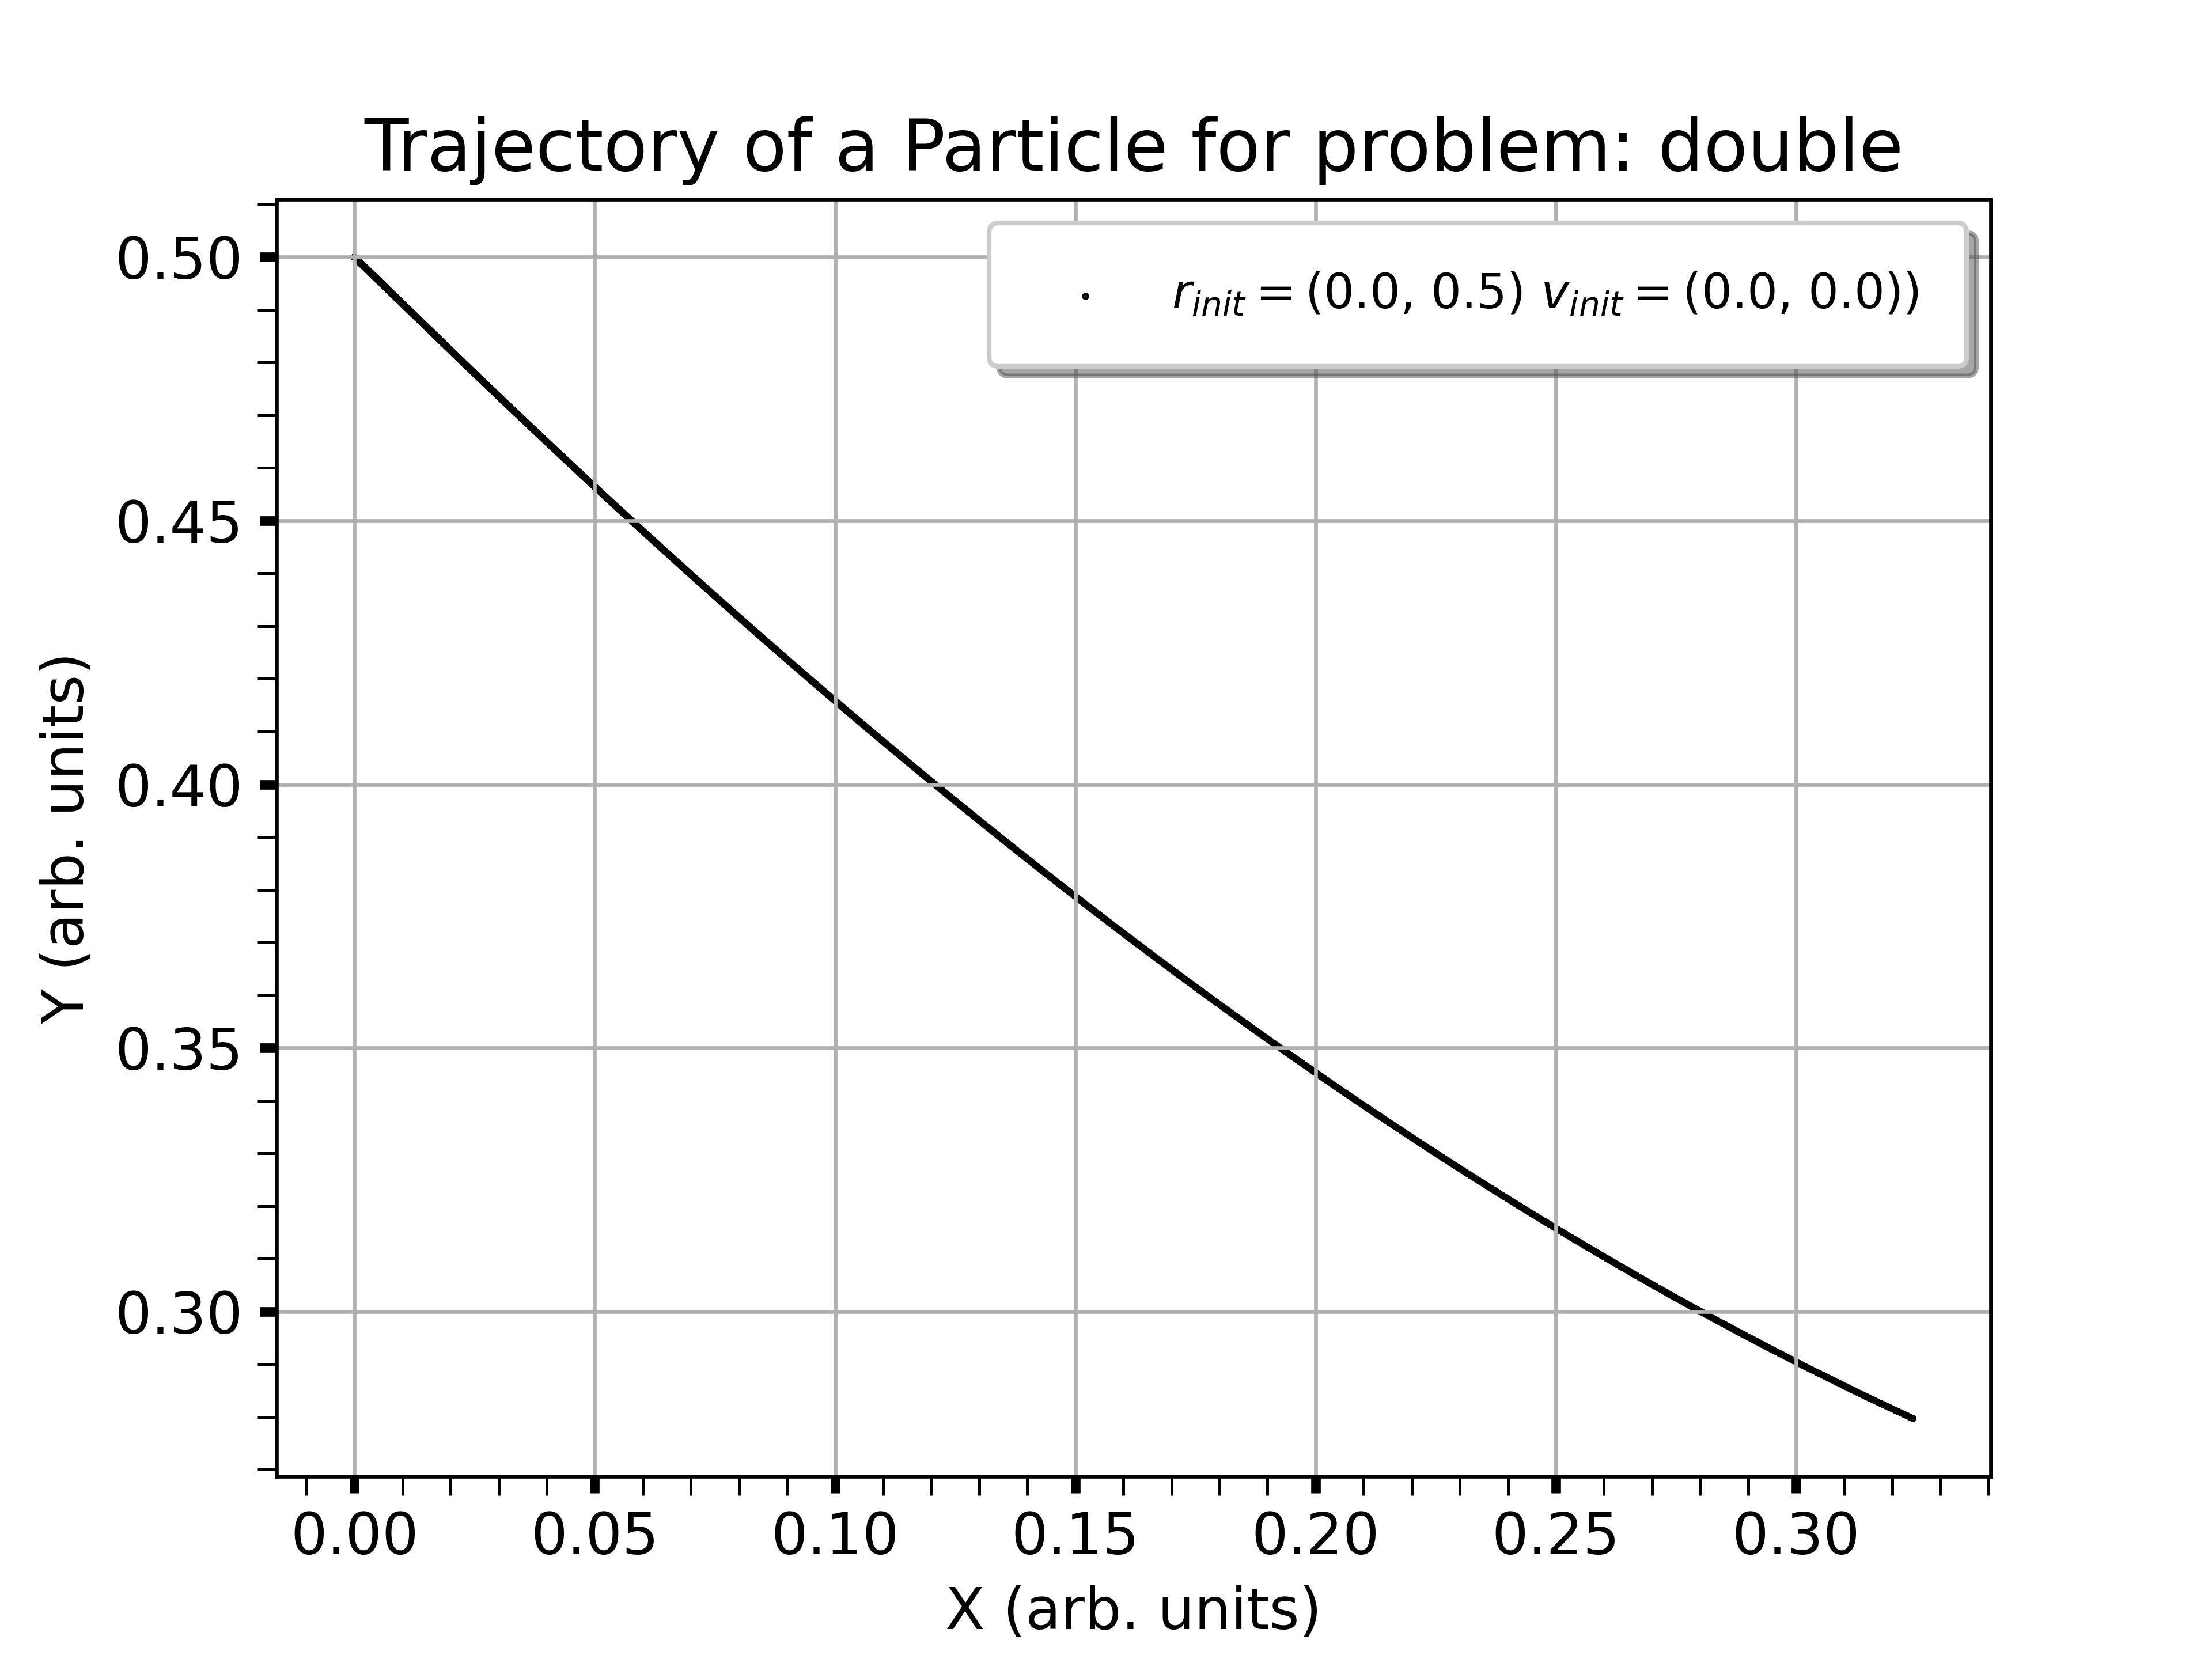 Trajectory of a Particle for problem: double
r_init = (0.0, 0.5) v_init = (0.0, 0.0))
Y (arb. units)
0.50
0.45
0.40
0.35
0.30
0.00 0.05 0.10 0.15 0.20 0.25 0.30
X (arb. units)